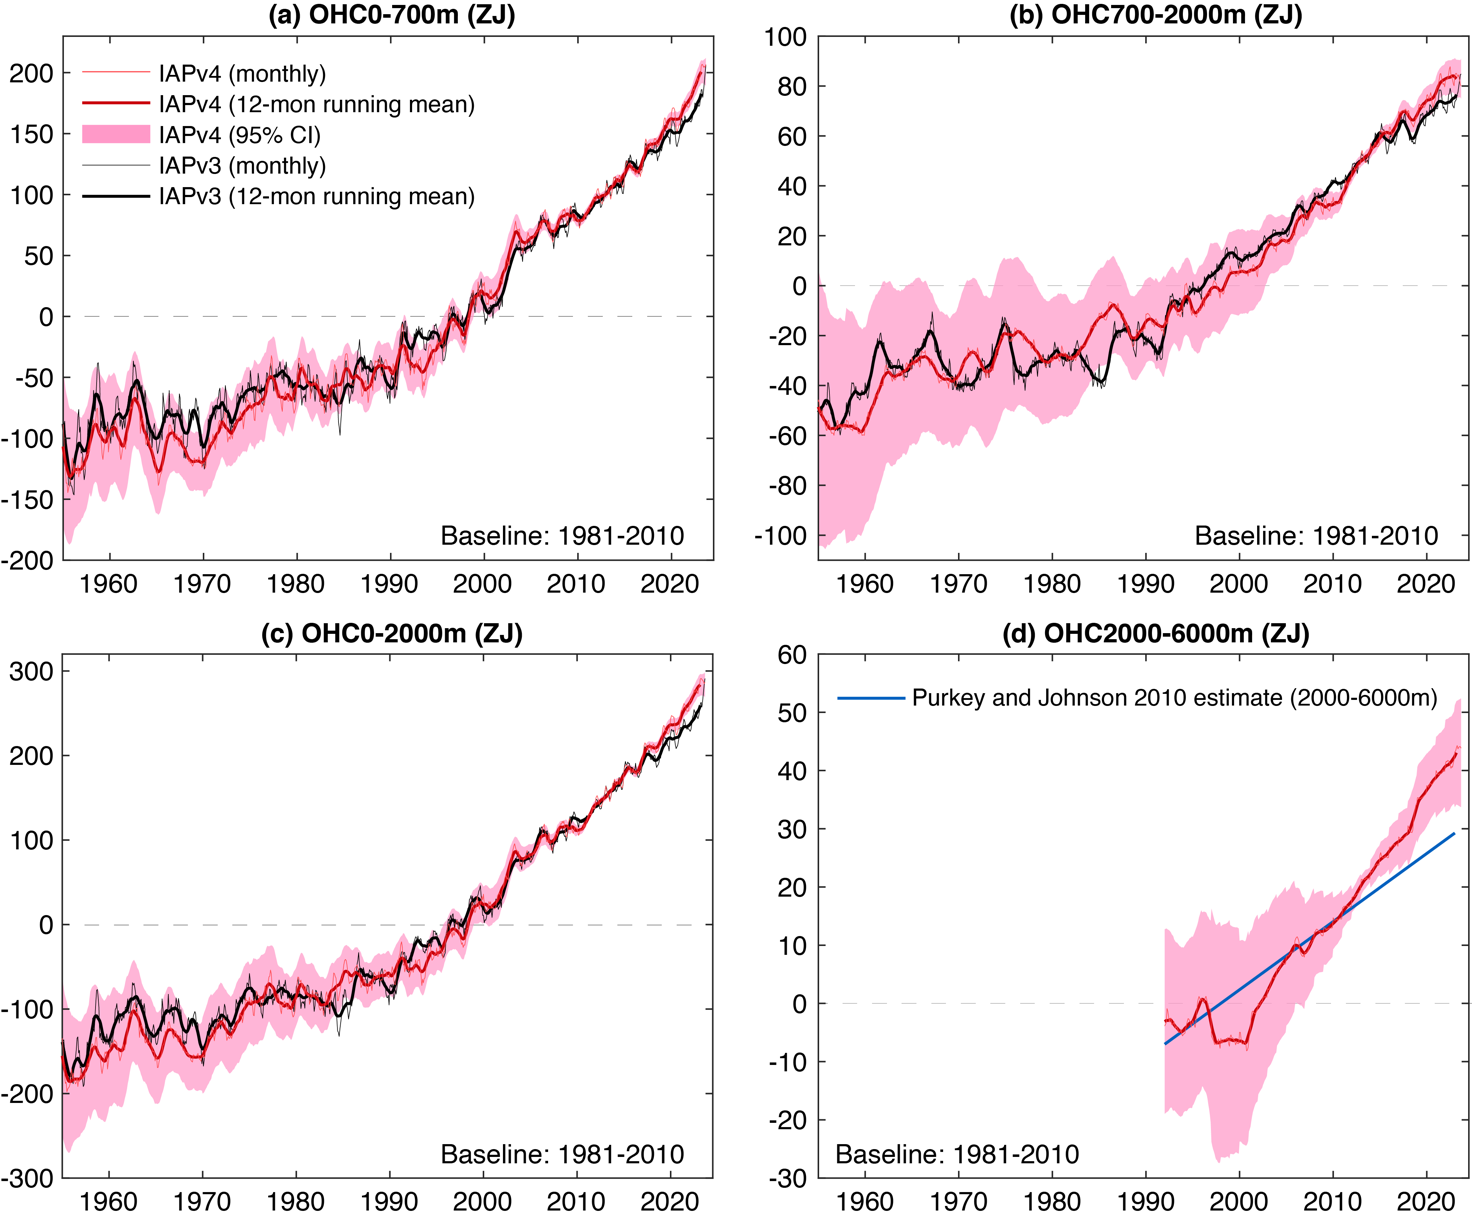 (a) OHC0-700m (ZJ)
200
150
100
50
0
-50
-100
-150
-200
IAPv4 (monthly)
IAPv4 (12-mon running mean)
IAPv4 (95% CI)
IAPv3 (monthly)
IAPv3 (12-mon running mean)
Baseline: 1981-2010
1960 1970 1980 1990 2000 2010 2020
(b) OHC700-2000m (ZJ)
100
80
60
40
20
0
-20
-40
-60
-80
-100
Baseline: 1981-2010
1960 1970 1980 1990 2000 2010 2020
(c) OHC0-2000m (ZJ)
300
200
100
0
-100
-200
-300
Baseline: 1981-2010
1960 1970 1980 1990 2000 2010 2020
(d) OHC2000-6000m (ZJ)
60
50
40
30
20
10
0
-10
-20
-30
Purkey and Johnson 2010 estimate (2000-6000m)
Baseline: 1981-2010
1960 1970 1980 1990 2000 2010 2020